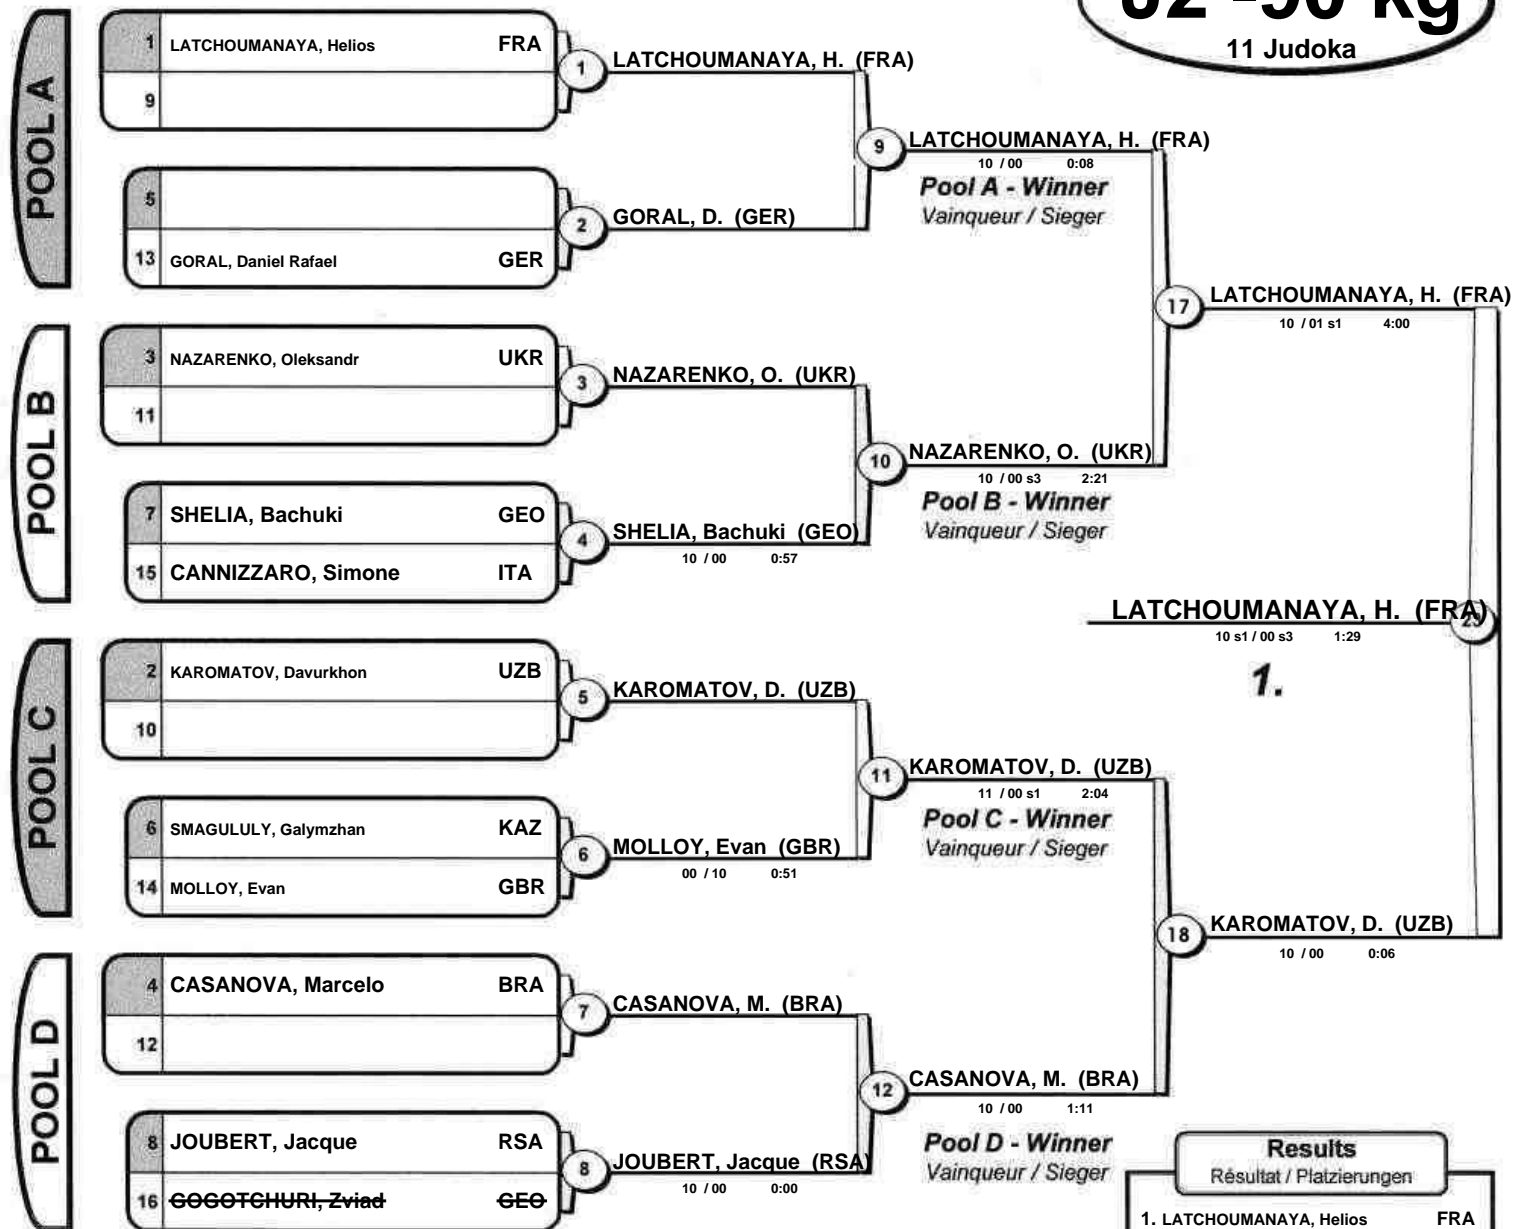 J2 -90 kg
11 Judoka
POOL A
1 LATCHOUMANAYA, Helios FRA
9
1 LATCHOUMANAYA, H. (FRA)
5
13 GORAL, Daniel Rafael GER
2 GORAL, D. (GER)
9 LATCHOUMANAYA, H. (FRA)
10 / 00 0:08
Pool A - Winner
Vainqueur / Sieger
POOL B
3 NAZARENKO, Oleksandr UKR
11
3 NAZARENKO, O. (UKR)
7 SHELIA, Bachuki GEO
15 CANNIZZARO, Simone ITA
4 SHELIA, Bachuki (GEO)
10 / 00 0:57
10 NAZARENKO, O. (UKR)
10 / 00 s3 2:21
Pool B - Winner
Vainqueur / Sieger
17 LATCHOUMANAYA, H. (FRA)
10 / 01 s1 4:00
LATCHOUMANAYA, H. (FRA)
10 s1 / 00 s3 1:29
1.
POOL C
2 KAROMATOV, Davurkhon UZB
10
5 KAROMATOV, D. (UZB)
6 SMAGULULY, Galymzhan KAZ
14 MOLLOY, Evan GBR
6 MOLLOY, Evan (GBR)
00 / 10 0:51
11 KAROMATOV, D. (UZB)
11 / 00 s1 2:04
Pool C - Winner
Vainqueur / Sieger
POOL D
4 CASANOVA, Marcelo BRA
12
7 CASANOVA, M. (BRA)
8 JOUBERT, Jacque RSA
16 GOGOTCHURI, Zviad GEO
8 JOUBERT, Jacque (RSA)
10 / 00 0:00
12 CASANOVA, M. (BRA)
10 / 00 1:11
Pool D - Winner
Vainqueur / Sieger
18 KAROMATOV, D. (UZB)
10 / 00 0:06
Results
Résultat / Platzierungen
1. LATCHOUMANAYA, Helios FRA